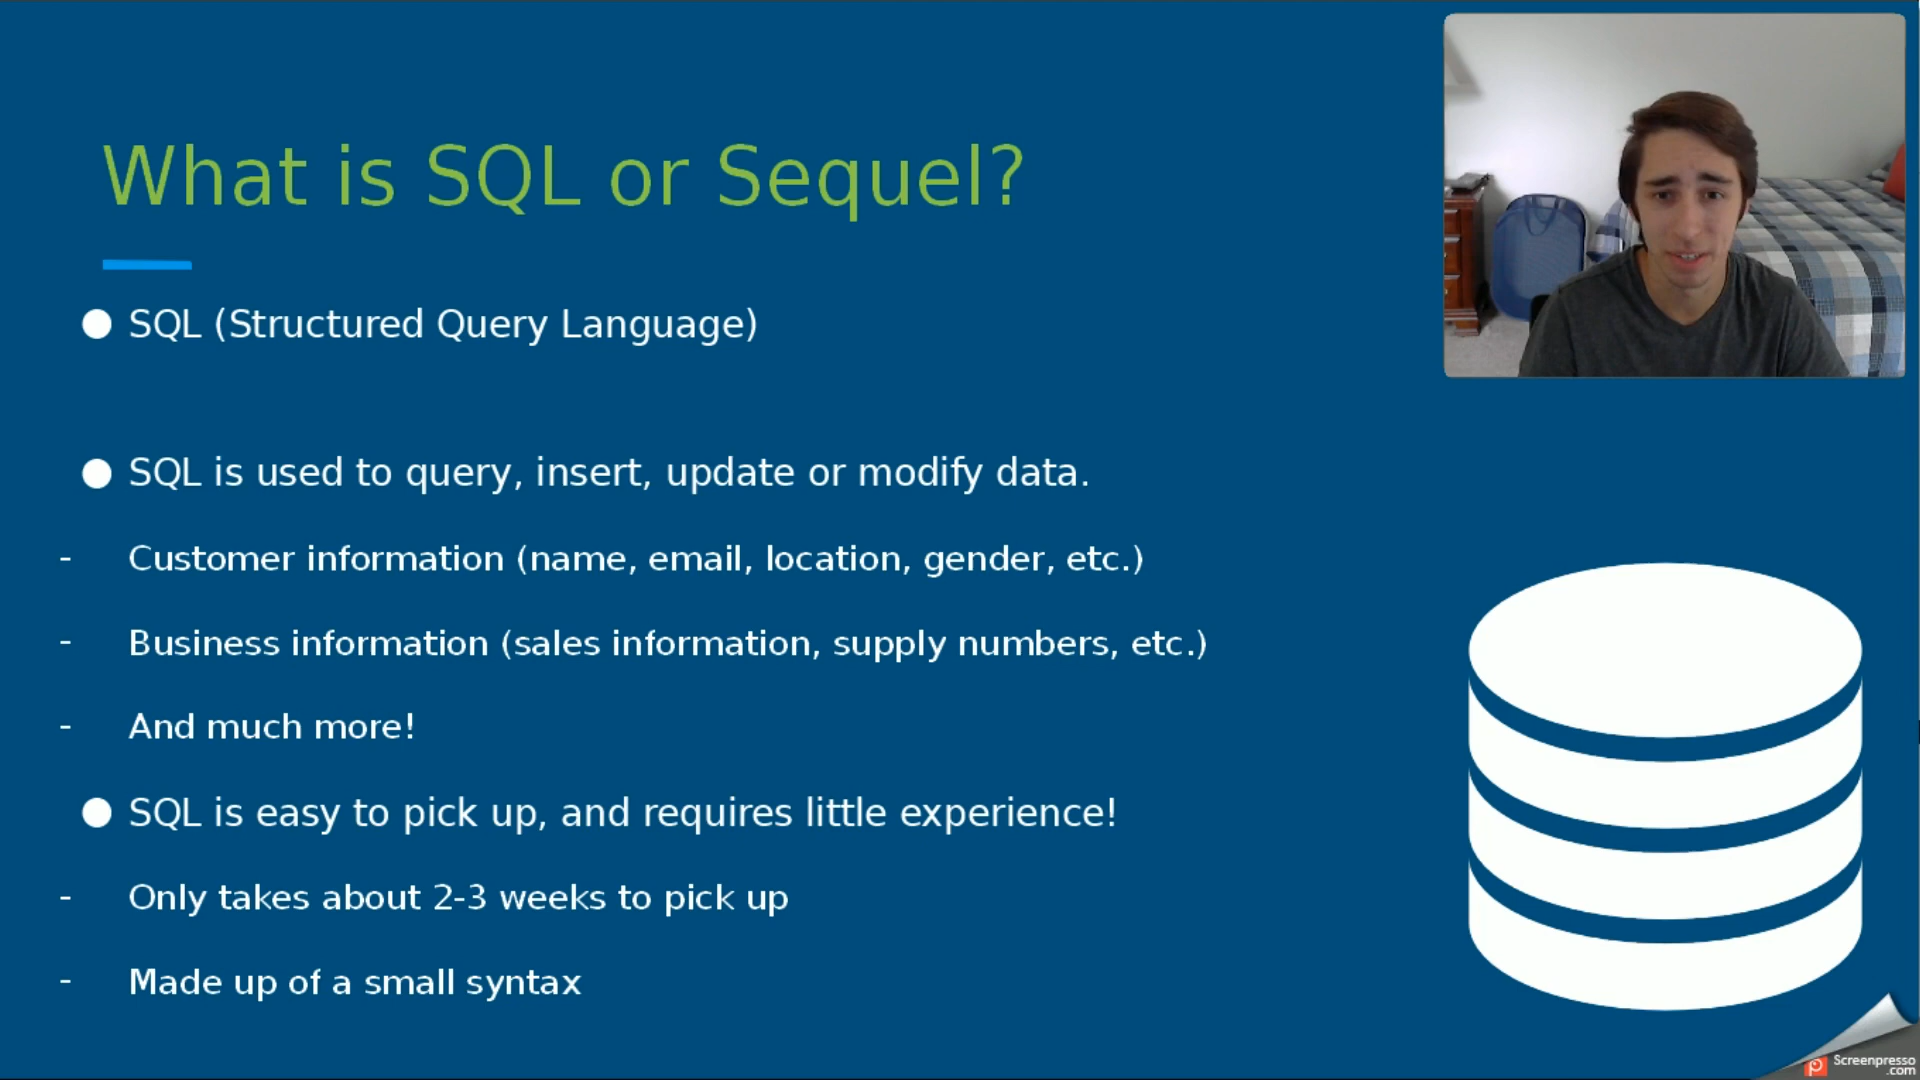 What is SQL or Sequel?
● SQL (Structured Query Language)
● SQL is used to query, insert, update or modify data.
- Customer information (name, email, location, gender, etc.)
- Business information (sales information, supply numbers, etc.)
- And much more!
● SQL is easy to pick up, and requires little experience!
- Only takes about 2-3 weeks to pick up
- Made up of a small syntax
Screenpresso
.com